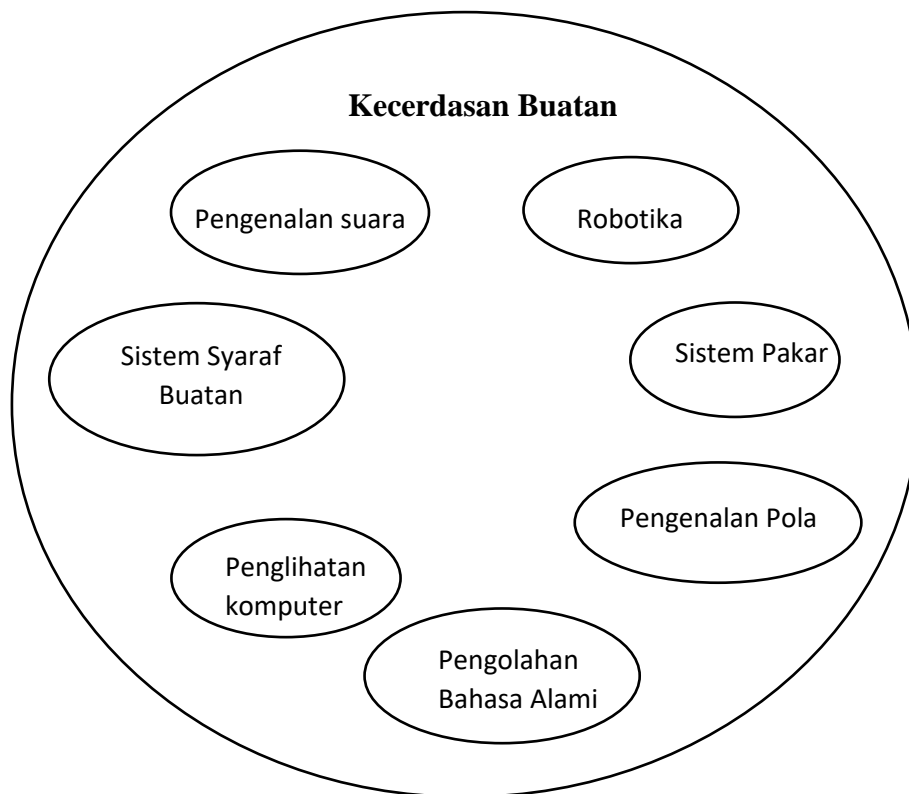 Kecerdasan Buatan
Pengenalan suara
Robotika
Sistem Syaraf
Buatan
Sistem Pakar
Pengenalan Pola
Penglihatan
komputer
Pengolahan
Bahasa Alami